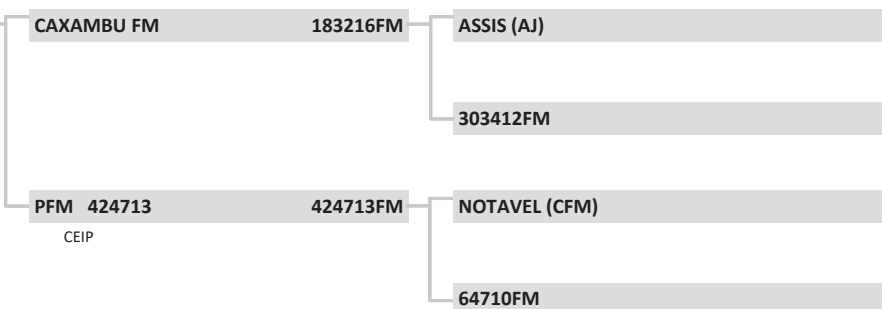 CAXAMBU FM 183216FM ASSIS (AJ)
303412FM
PFM 424713 424713FM NOTAVEL (CFM)
CEIP
64710FM